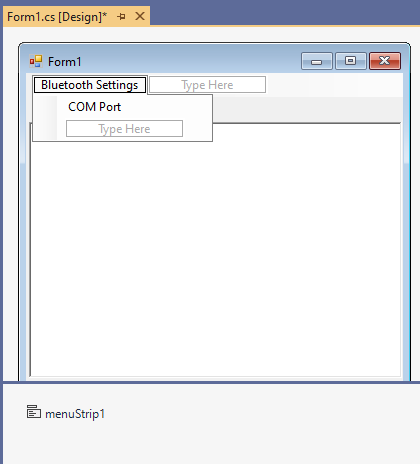 Form1.cs [Design]*
Form1
Bluetooth Settings Type Here
COM Port
Type Here
menuStrip1